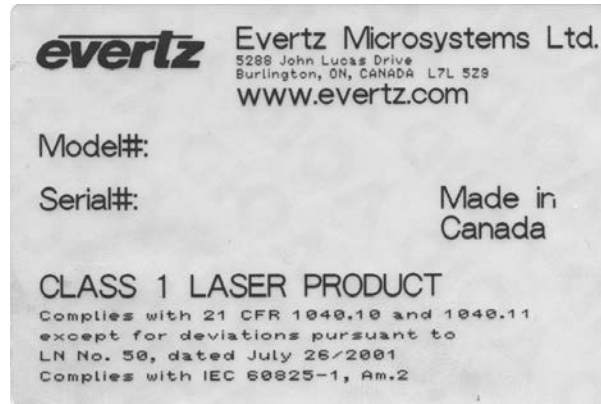 evertz Evertz Microsystems Ltd.
5288 John Lucas Drive
Burlington, ON, CANADA L7L 5Z9
www.evertz.com
Model#:
Serial#:
Made in
Canada
CLASS 1 LASER PRODUCT
Complies with 21 CFR 1040.10 and 1040.11
except for deviations pursuant to
LN No. 50, dated July 26/2001
Complies with IEC 60825-1, Am.2